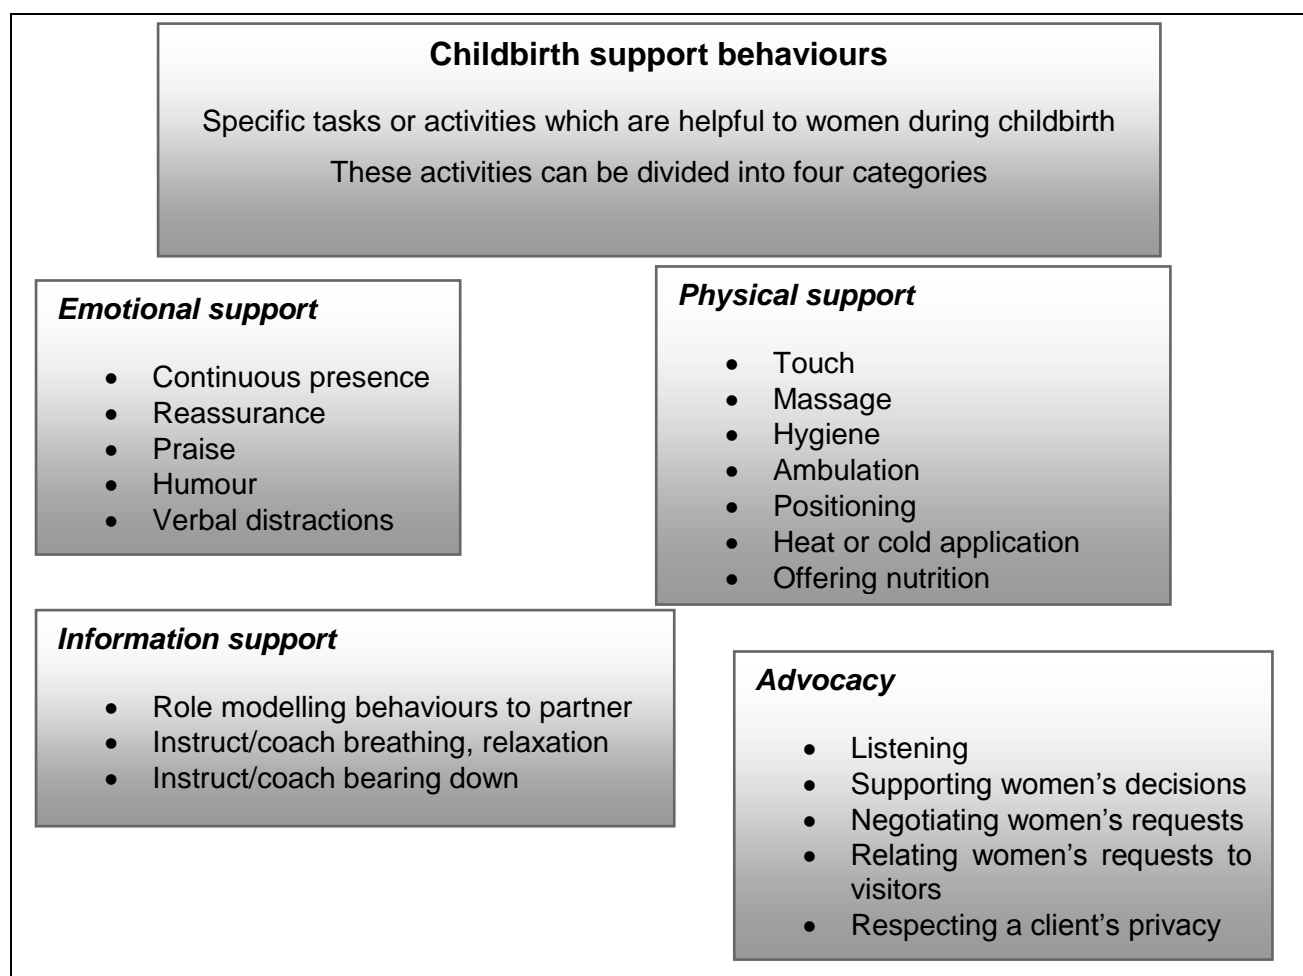 Childbirth support behaviours
Specific tasks or activities which are helpful to women during childbirth
These activities can be divided into four categories
Emotional support
• Continuous presence
• Reassurance
• Praise
• Humour
• Verbal distractions
Physical support
• Touch
• Massage
• Hygiene
• Ambulation
• Positioning
• Heat or cold application
• Offering nutrition
Information support
• Role modelling behaviours to partner
• Instruct/coach breathing, relaxation
• Instruct/coach bearing down
Advocacy
• Listening
• Supporting women’s decisions
• Negotiating women’s requests
• Relating women’s requests to
visitors
• Respecting a client’s privacy